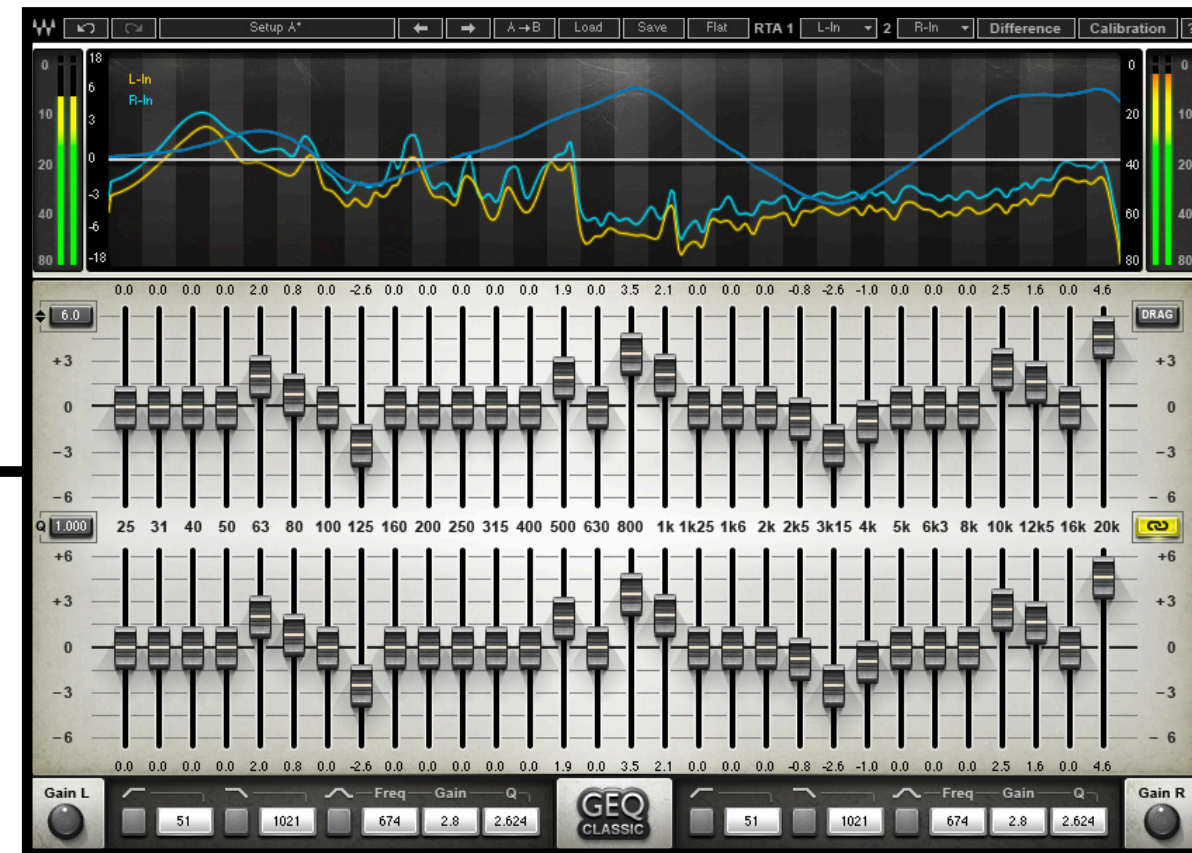 Setup A* A→B Load Save Flat RTA 1 L-In 2 R-In Difference Calibration ?
0 18 0 0
L-In
6
R-In
10 3 20 10
20 0 40 20
-3
40 -6 60 40
80 -18 80 80
0.0 0.0 0.0 0.0 2.0 0.8 0.0 -2.6 0.0 0.0 0.0 0.0 0.0 1.9 0.0 3.5 2.1 0.0 0.0 0.0 -0.8 -2.6 -1.0 0.0 0.0 0.0 2.5 1.6 0.0 4.6
6.0 DRAG
+3 +3
0 0
-3 -3
-6 - 6
Q 1.000 25 31 40 50 63 80 100 125 160 200 250 315 400 500 630 800 1k 1k25 1k6 2k 2k5 3k15 4k 5k 6k3 8k 10k 12k5 16k 20k
+6 +6
+3 +3
0 0
-3 -3
-6 - 6
0.0 0.0 0.0 0.0 2.0 0.8 0.0 -2.6 0.0 0.0 0.0 0.0 0.0 1.9 0.0 3.5 2.1 0.0 0.0 0.0 -0.8 -2.6 -1.0 0.0 0.0 0.0 2.5 1.6 0.0 4.6
Gain L Freq Gain Q GEQ Freq Gain Q Gain R
51 1021 674 2.8 2.624 CLASSIC 51 1021 674 2.8 2.624